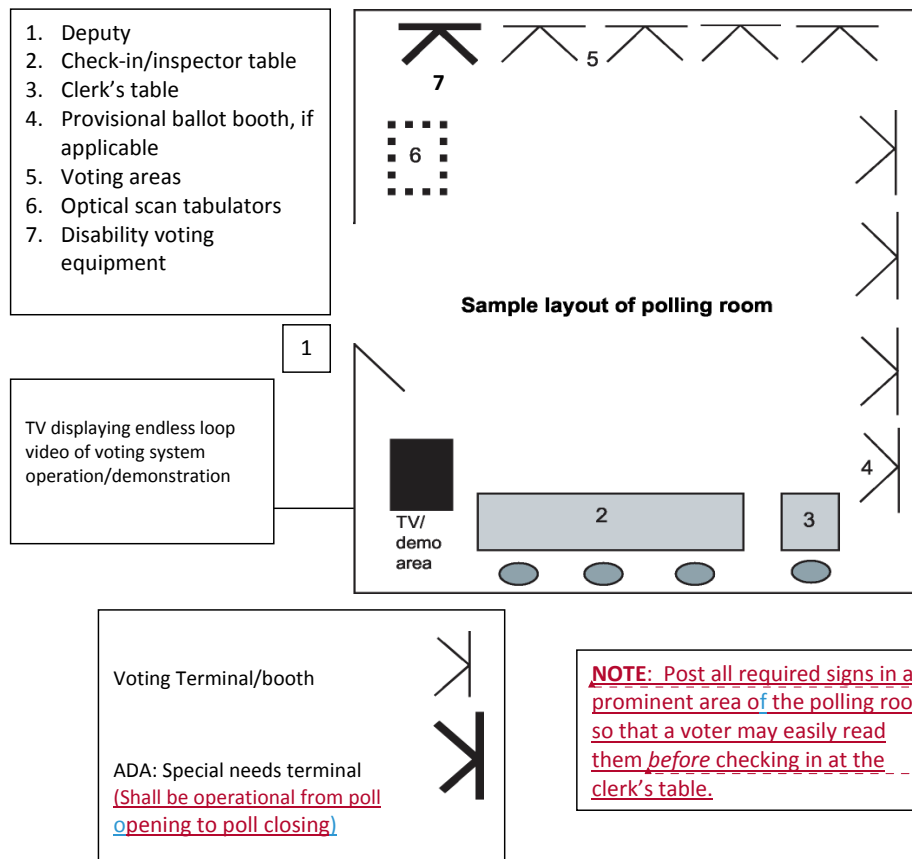 1. Deputy
2. Check-in/inspector table
3. Clerk's table
4. Provisional ballot booth, if
applicable
5. Voting areas
6. Optical scan tabulators
7. Disability voting
equipment
5
7
6
Sample layout of polling room
1
TV displaying endless loop
video of voting system
operation/demonstration
4
2
3
TV/
demo
area
Voting Terminal/booth
ADA: Special needs terminal
(Shall be operational from poll
opening to poll closing)
NOTE: Post all required signs in a
prominent area of the polling
so that a voter may easily read
them before checking in at the
clerk's table.